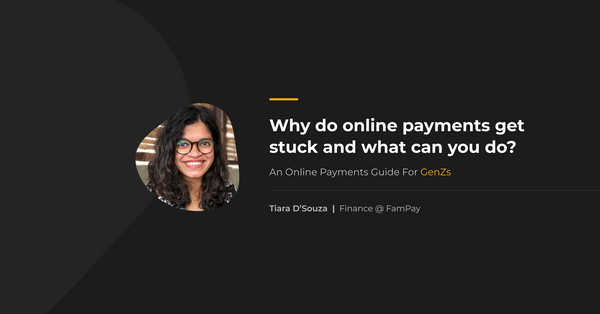 Why do online payments get
stuck and what can you do?
An Online Payments Guide For GenZs
Tiara D'Souza | Finance @ FamPay